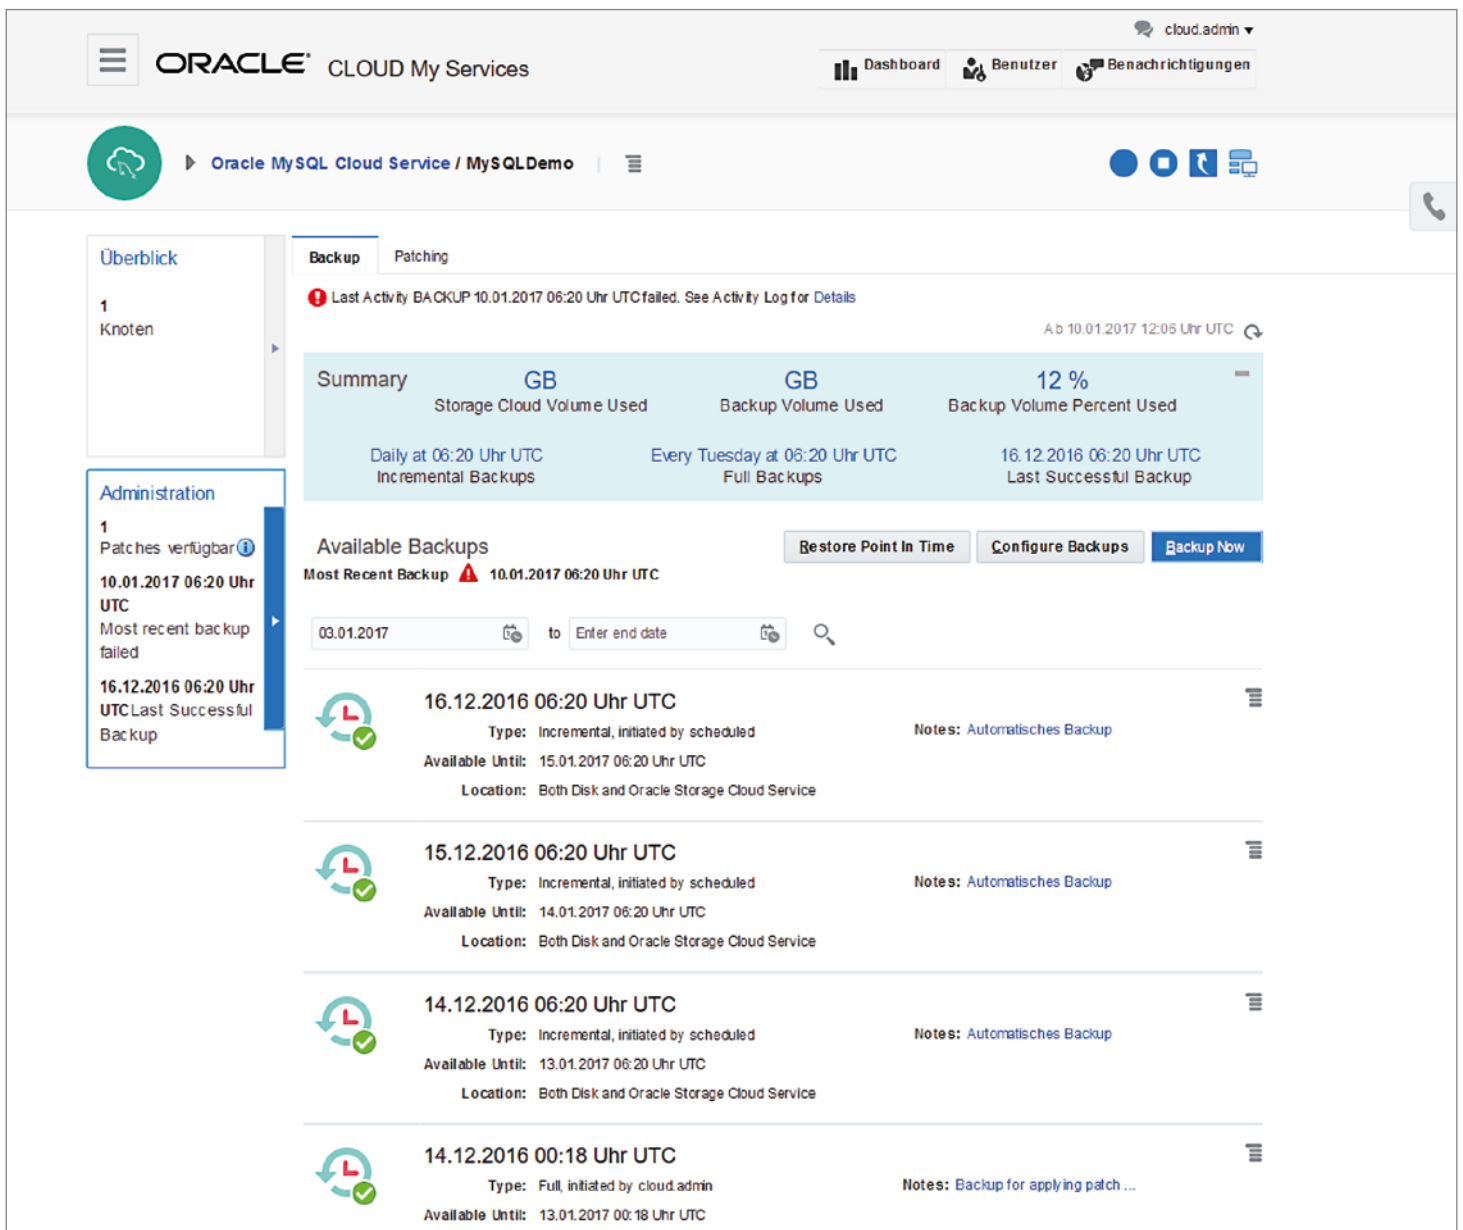 cloud.admin
ORACLE CLOUD My Services
Dashboard Benutzer Benachrichtigungen
Oracle MySQL Cloud Service / MySQLDemo
Überblick
1
Knoten
Administration
1
Patches verfügbar
10.01.2017 06:20 Uhr
UTC
Most recent backup
failed
16.12.2016 06:20 Uhr
UTCLast Successful
Backup
Backup Patching
Last Activity BACKUP 10.01.2017 06:20 Uhr UTC failed. See Activity Log for Details
Ab 10.01.2017 12:06 Uhr UTC
Summary GB GB 12 %
Storage Cloud Volume Used Backup Volume Used Backup Volume Percent Used
Daily at 06:20 Uhr UTC Every Tuesday at 06:20 Uhr UTC 16.12.2016 06:20 Uhr UTC
Incremental Backups Full Backups Last Successful Backup
Available Backups Restore Point In Time Configure Backups Backup Now
Most Recent Backup 10.01.2017 06:20 Uhr UTC
03.01.2017 to Enter end date
16.12.2016 06:20 Uhr UTC
Type: Incremental, initiated by scheduled Notes: Automatisches Backup
Available Until: 15.01.2017 06:20 Uhr UTC
Location: Both Disk and Oracle Storage Cloud Service
15.12.2016 06:20 Uhr UTC
Type: Incremental, initiated by scheduled Notes: Automatisches Backup
Available Until: 14.01.2017 06:20 Uhr UTC
Location: Both Disk and Oracle Storage Cloud Service
14.12.2016 06:20 Uhr UTC
Type: Incremental, initiated by scheduled Notes: Automatisches Backup
Available Until: 13.01.2017 06:20 Uhr UTC
Location: Both Disk and Oracle Storage Cloud Service
14.12.2016 00:18 Uhr UTC
Type: Full, initiated by cloud.admin Notes: Backup for applying patch ...
Available Until: 13.01.2017 00:18 Uhr UTC